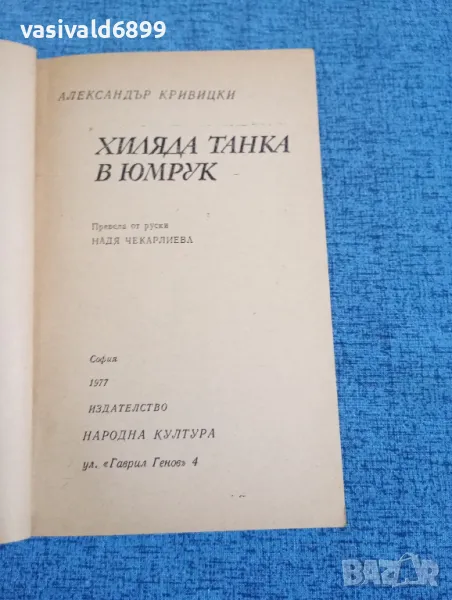 vasivald6899
АЛЕКСАНДЪР КРИВИЦКИ
ХИЛЯДА ТАНКА
В ЮМРУК
Превела от руски
НАДЯ ЧЕКАРЛИЕВА
София
1977
ИЗДАТЕЛСТВО
НАРОДНА КУЛТУРА
ул. «Гаврил Генов» 4
BAZAR